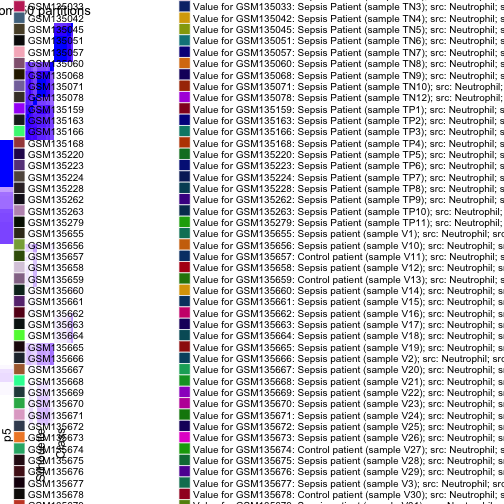 om 50 partitions
GSM135033 Value for GSM135033: Sepsis Patient (sample TN3); src: Neutrophil; s
GSM135042 Value for GSM135042: Sepsis Patient (sample TN4); src: Neutrophil; s
GSM135045 Value for GSM135045: Sepsis Patient (sample TN5); src: Neutrophil; s
GSM135051 Value for GSM135051: Sepsis Patient (sample TN6); src: Neutrophil; s
GSM135057 Value for GSM135057: Sepsis Patient (sample TN7); src: Neutrophil; s
GSM135060 Value for GSM135060: Sepsis Patient (sample TN8); src: Neutrophil; s
GSM135068 Value for GSM135068: Sepsis Patient (sample TN9); src: Neutrophil; s
GSM135071 Value for GSM135071: Sepsis Patient (sample TN10); src: Neutrophil;
GSM135078 Value for GSM135078: Sepsis Patient (sample TN12); src: Neutrophil;
GSM135159 Value for GSM135159: Sepsis Patient (sample TP1); src: Neutrophil; s
GSM135163 Value for GSM135163: Sepsis Patient (sample TP2); src: Neutrophil; s
GSM135166 Value for GSM135166: Sepsis Patient (sample TP3); src: Neutrophil; s
GSM135168 Value for GSM135168: Sepsis Patient (sample TP4); src: Neutrophil; s
GSM135220 Value for GSM135220: Sepsis Patient (sample TP5); src: Neutrophil; s
GSM135223 Value for GSM135223: Sepsis Patient (sample TP6); src: Neutrophil; s
GSM135224 Value for GSM135224: Sepsis Patient (sample TP7); src: Neutrophil; s
GSM135228 Value for GSM135228: Sepsis Patient (sample TP8); src: Neutrophil; s
GSM135262 Value for GSM135262: Sepsis Patient (sample TP9); src: Neutrophil; s
GSM135263 Value for GSM135263: Sepsis Patient (sample TP10); src: Neutrophil;
GSM135279 Value for GSM135279: Sepsis Patient (sample TP11); src: Neutrophil; s
GSM135655 Value for GSM135655: Sepsis patient (sample V1); src: Neutrophil; src
GSM135656 Value for GSM135656: Sepsis patient (sample V10); src: Neutrophil; s
GSM135657 Value for GSM135657: Control patient (sample V11); src: Neutrophil; s
GSM135658 Value for GSM135658: Sepsis patient (sample V12); src: Neutrophil; s
GSM135659 Value for GSM135659: Control patient (sample V13); src: Neutrophil; s
GSM135660 Value for GSM135660: Sepsis patient (sample V14); src: Neutrophil; s
GSM135661 Value for GSM135661: Sepsis patient (sample V15); src: Neutrophil; s
GSM135662 Value for GSM135662: Sepsis patient (sample V16); src: Neutrophil; s
GSM135663 Value for GSM135663: Sepsis patient (sample V17); src: Neutrophil; s
GSM135664 Value for GSM135664: Sepsis patient (sample V18); src: Neutrophil; s
GSM135665 Value for GSM135665: Sepsis patient (sample V19); src: Neutrophil; s
GSM135666 Value for GSM135666: Sepsis patient (sample V2); src: Neutrophil; src
GSM135667 Value for GSM135667: Sepsis patient (sample V20); src: Neutrophil; s
GSM135668 Value for GSM135668: Sepsis patient (sample V21); src: Neutrophil; s
GSM135669 Value for GSM135669: Sepsis patient (sample V22); src: Neutrophil; s
GSM135670 Value for GSM135670: Sepsis patient (sample V23); src: Neutrophil; s
GSM135671 Value for GSM135671: Sepsis patient (sample V24); src: Neutrophil; s
GSM135672 Value for GSM135672: Sepsis patient (sample V25); src: Neutrophil; s
GSM135673 Value for GSM135673: Sepsis patient (sample V26); src: Neutrophil; s
GSM135674 Value for GSM135674: Control patient (sample V27); src: Neutrophil; s
GSM135675 Value for GSM135675: Sepsis patient (sample V28); src: Neutrophil; s
GSM135676 Value for GSM135676: Sepsis patient (sample V29); src: Neutrophil; s
GSM135677 Value for GSM135677: Sepsis patient (sample V3); src: Neutrophil; src
GSM135678 Value for GSM135678: Control patient (sample V30); src: Neutrophil; s
p5